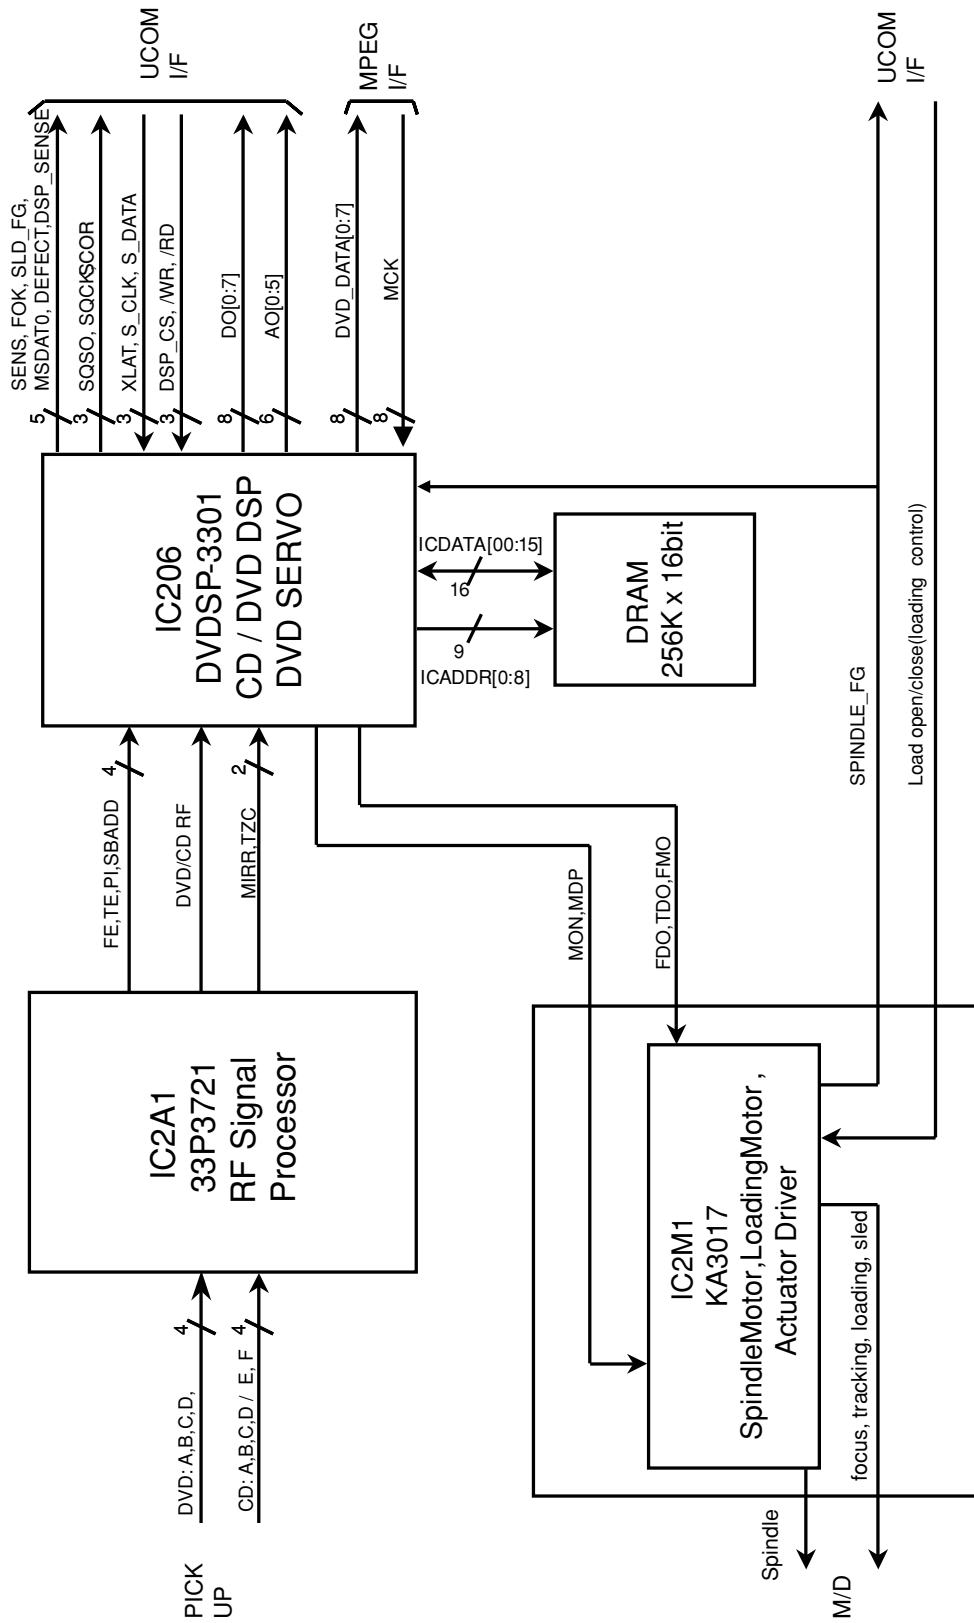 PICK
UP
DVD: A,B,C,D,
4
CD: A,B,C,D / E, F
4
IC2A1
33P3721
RF Signal
Processor
FE,TE,PI,SBADD
4
DVD/CD RF
MIRR,TZC
2
IC206
DVDSP-3301
CD / DVD DSP
DVD SERVO
SENS, FOK, SLD_FG,
MSDAT0, DEFECT,DSP_SENSE
5
SQSO, SQCK,SCOR
3
XLAT, S_CLK, S_DATA
3
DSP_CS, /WR, /RD
3
DO[0:7]
8
AO[0:5]
6
UCOM
I/F
DVD_DATA[0:7]
8
MCK
8
MPEG
I/F
ICDATA[00:15]
16
9
ICADDR[0:8]
DRAM
256K x 16bit
MON,MDP
FDO,TDO,FMO
IC2M1
KA3017
SpindleMotor,LoadingMotor ,
Actuator Driver
SPINDLE_FG
Load open/close(loading control)
UCOM
I/F
Spindle
focus, tracking, loading, sled
M/D